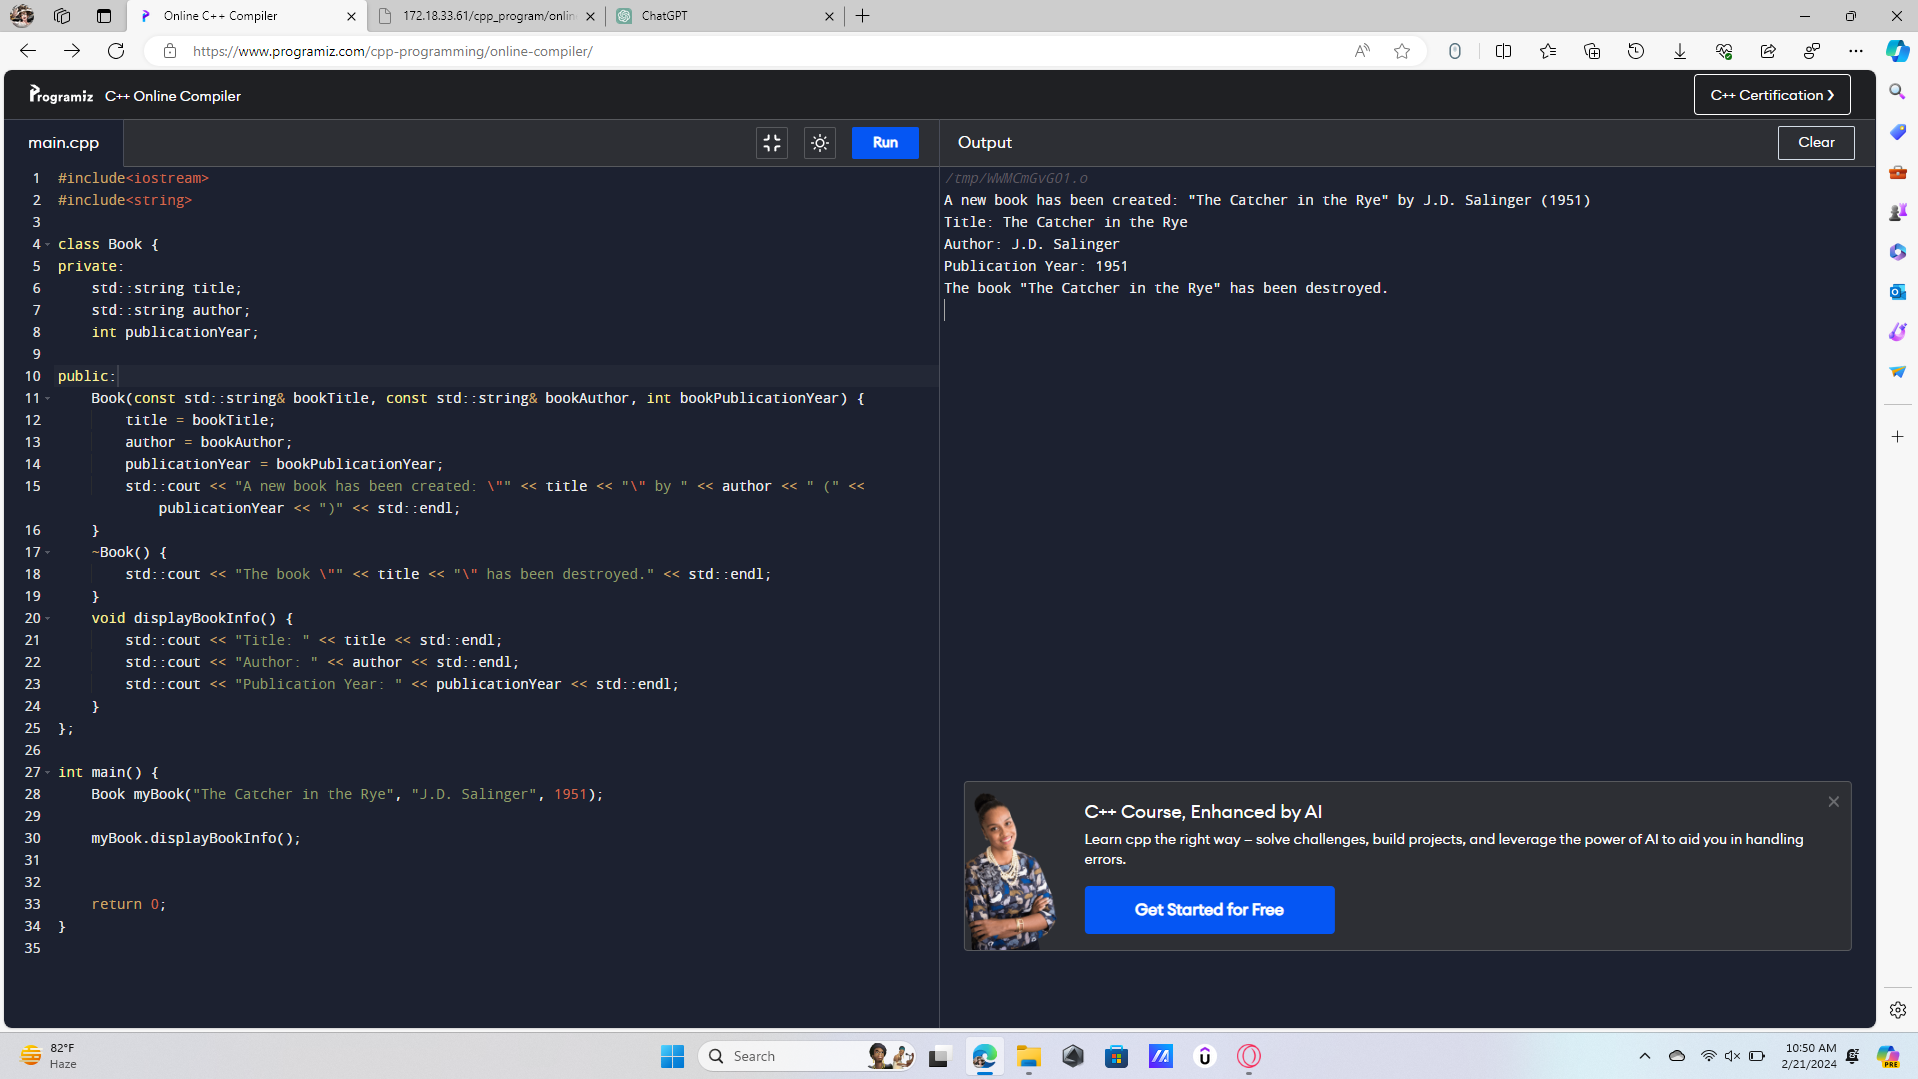 Online C++ Compiler
172.18.33.61/cpp_program/onlin
ChatGPT
https://www.programiz.com/cpp-programming/online-compiler/
Programiz C++ Online Compiler
C++ Certification ❯
main.cpp
Run
Output
Clear
1 #include<iostream>
2 #include<string>
3
4 class Book {
5 private:
6     std::string title;
7     std::string author;
8     int publicationYear;
9
10 public:
11     Book(const std::string& bookTitle, const std::string& bookAuthor, int bookPublicationYear) {
12         title = bookTitle;
13         author = bookAuthor;
14         publicationYear = bookPublicationYear;
15         std::cout << "A new book has been created: \"" << title << "\" by " << author << " (" <<
            publicationYear << ")" << std::endl;
16     }
17     ~Book() {
18         std::cout << "The book \"" << title << "\" has been destroyed." << std::endl;
19     }
20     void displayBookInfo() {
21         std::cout << "Title: " << title << std::endl;
22         std::cout << "Author: " << author << std::endl;
23         std::cout << "Publication Year: " << publicationYear << std::endl;
24     }
25 };
26
27 int main() {
28     Book myBook("The Catcher in the Rye", "J.D. Salinger", 1951);
29
30     myBook.displayBookInfo();
31
32
33     return 0;
34 }
35
/tmp/WWMCmGvGO1.o
A new book has been created: "The Catcher in the Rye" by J.D. Salinger (1951)
Title: The Catcher in the Rye
Author: J.D. Salinger
Publication Year: 1951
The book "The Catcher in the Rye" has been destroyed.
C++ Course, Enhanced by AI
Learn cpp the right way – solve challenges, build projects, and leverage the power of AI to aid you in handling
errors.
Get Started for Free
82°F
Haze
Search
10:50 AM
2/21/2024
PRE